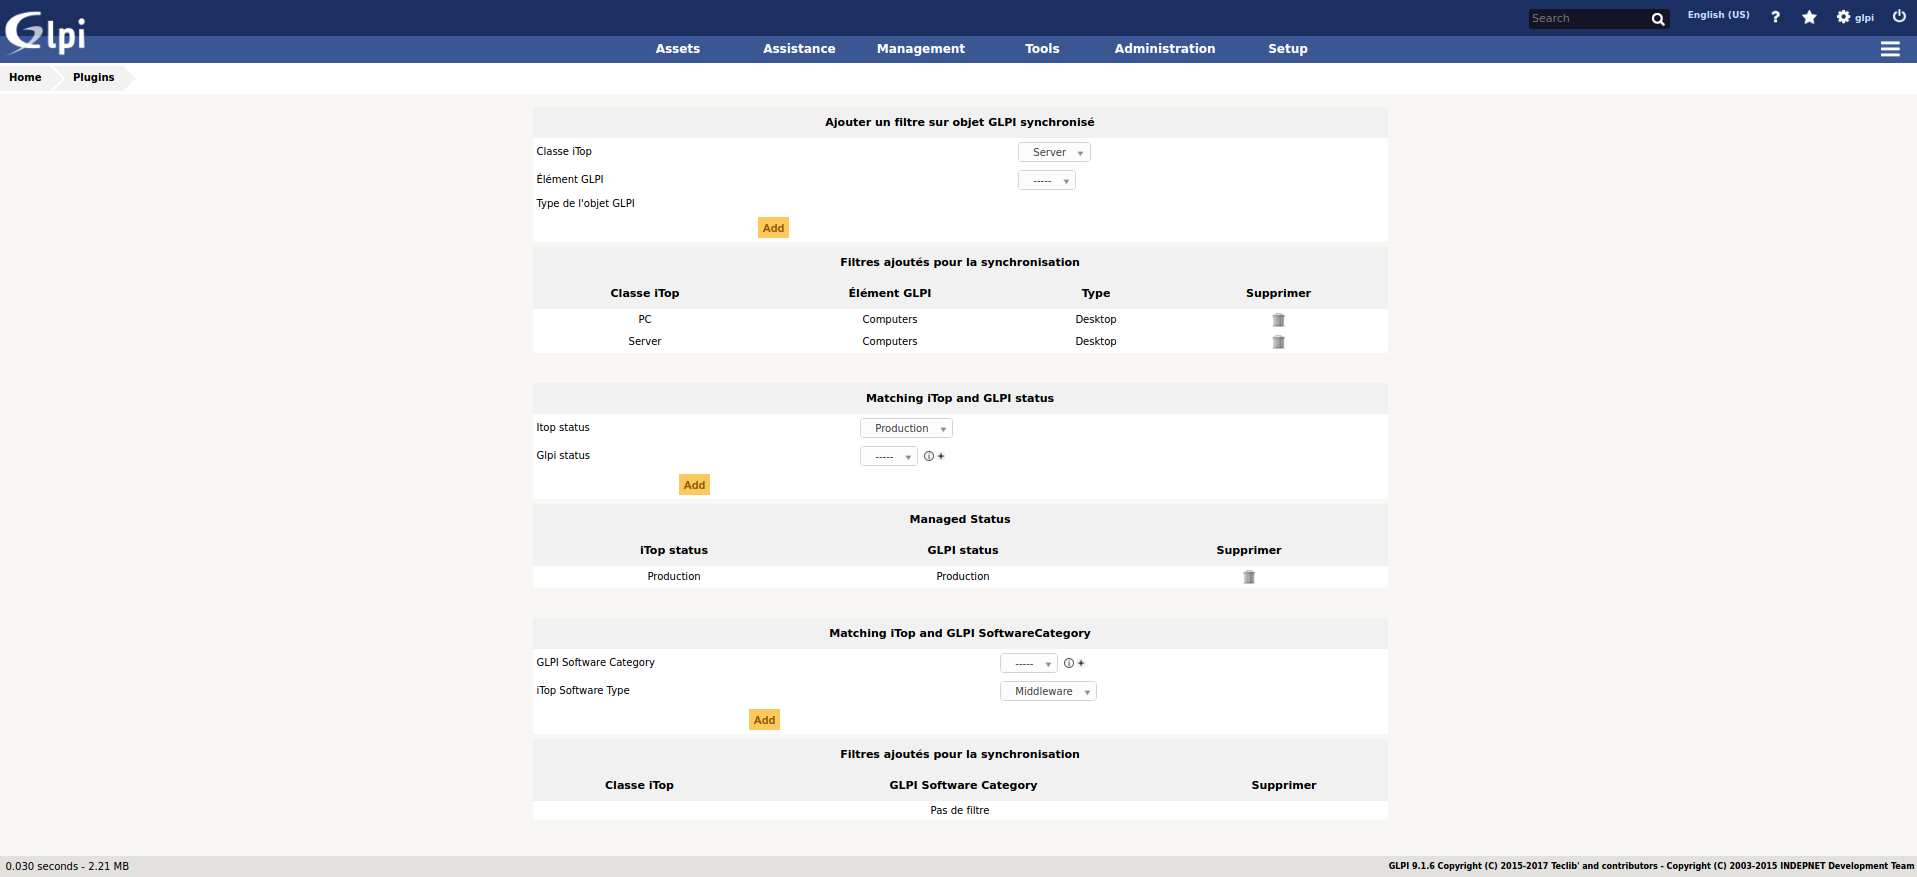 Glpi
Search
English (US)
?
glpi
Assets Assistance Management Tools Administration Setup
Home Plugins
Ajouter un filtre sur objet GLPI synchronisé
Classe iTop Server
Élément GLPI -----
Type de l'objet GLPI
Add
Filtres ajoutés pour la synchronisation
Classe iTop Élément GLPI Type Supprimer
PC Computers Desktop
Server Computers Desktop
Matching iTop and GLPI status
Itop status Production
Glpi status -----
Add
Managed Status
iTop status GLPI status Supprimer
Production Production
Matching iTop and GLPI SoftwareCategory
GLPI Software Category -----
iTop Software Type Middleware
Add
Filtres ajoutés pour la synchronisation
Classe iTop GLPI Software Category Supprimer
Pas de filtre
0.030 seconds - 2.21 MB
GLPI 9.1.6 Copyright (C) 2015-2017 Teclib' and contributors - Copyright (C) 2003-2015 INDEPNET Development Team